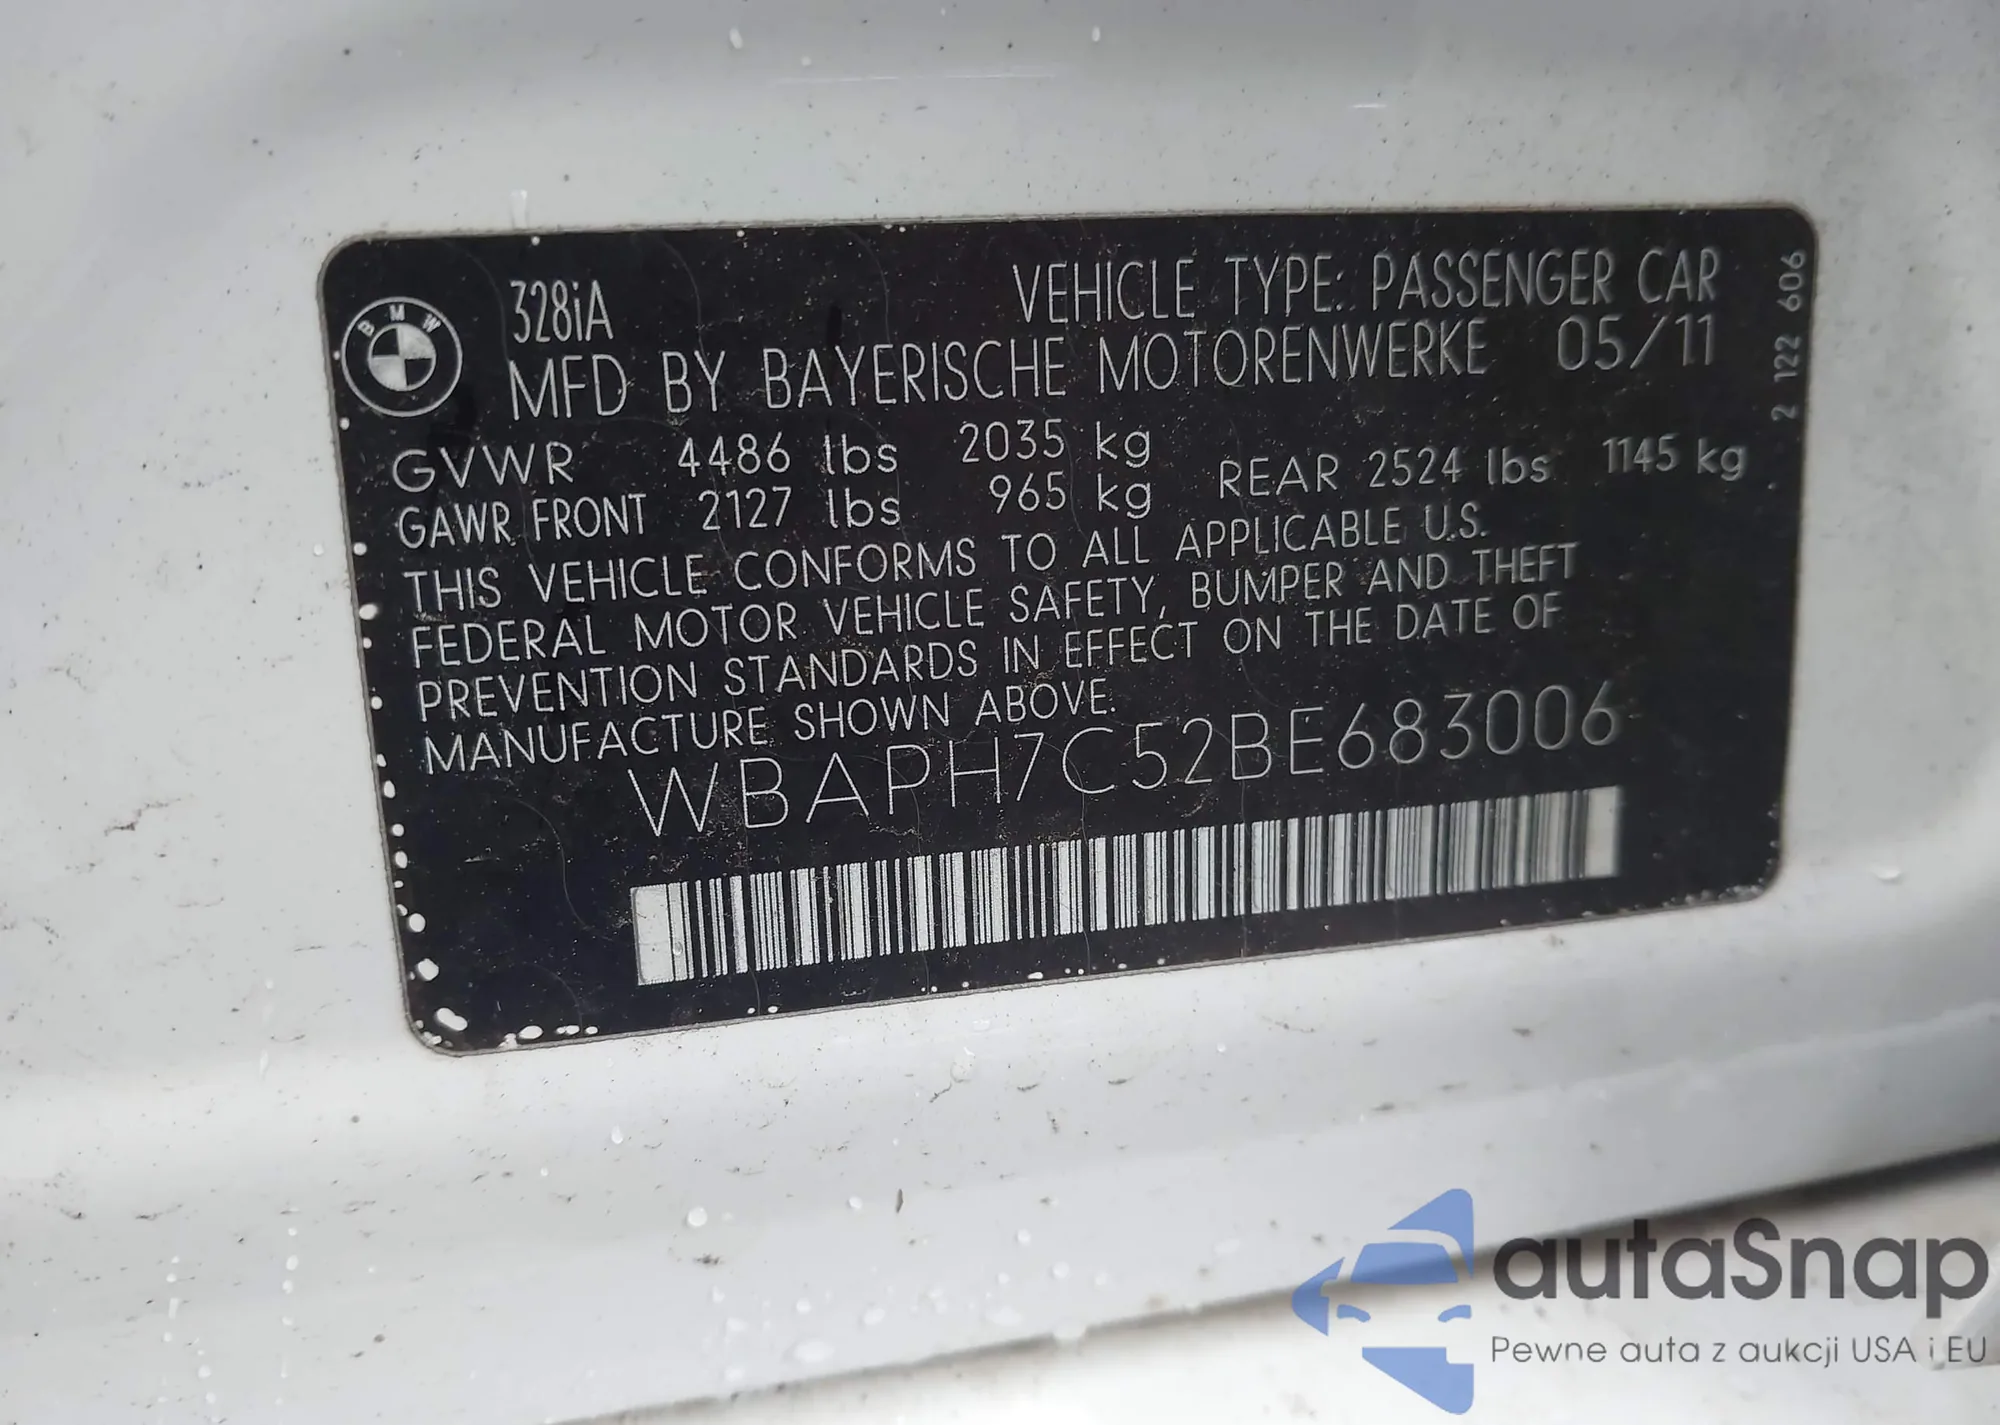 BMW
328iA
VEHICLE TYPE: PASSENGER CAR
MFD BY BAYERISCHE MOTORENWERKE 05/11
GVWR 4486 lbs 2035 kg
GAWR FRONT 2127 lbs 965 kg REAR 2524 lbs 1145 kg
THIS VEHICLE CONFORMS TO ALL APPLICABLE U.S.
FEDERAL MOTOR VEHICLE SAFETY, BUMPER AND THEFT
PREVENTION STANDARDS IN EFFECT ON THE DATE OF
MANUFACTURE SHOWN ABOVE.
WBAPH7C52BE683006
2 122 606
autaSnap
Pewne auta z aukcji USA i EU